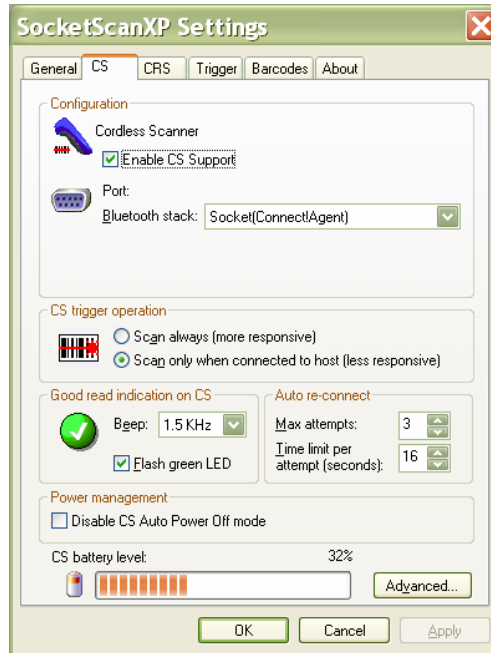 SocketScanXP Settings
General CS CRS Trigger Barcodes About
Configuration
Cordless Scanner
Enable CS Support
Port:
Bluetooth stack: Socket(Connect!Agent)
CS trigger operation
Scan always (more responsive)
Scan only when connected to host (less responsive)
Good read indication on CS
Beep: 1.5 KHz
Flash green LED
Auto re-connect
Max attempts: 3
Time limit per
attempt (seconds): 16
Power management
Disable CS Auto Power Off mode
CS battery level: 32%
Advanced...
OK Cancel Apply